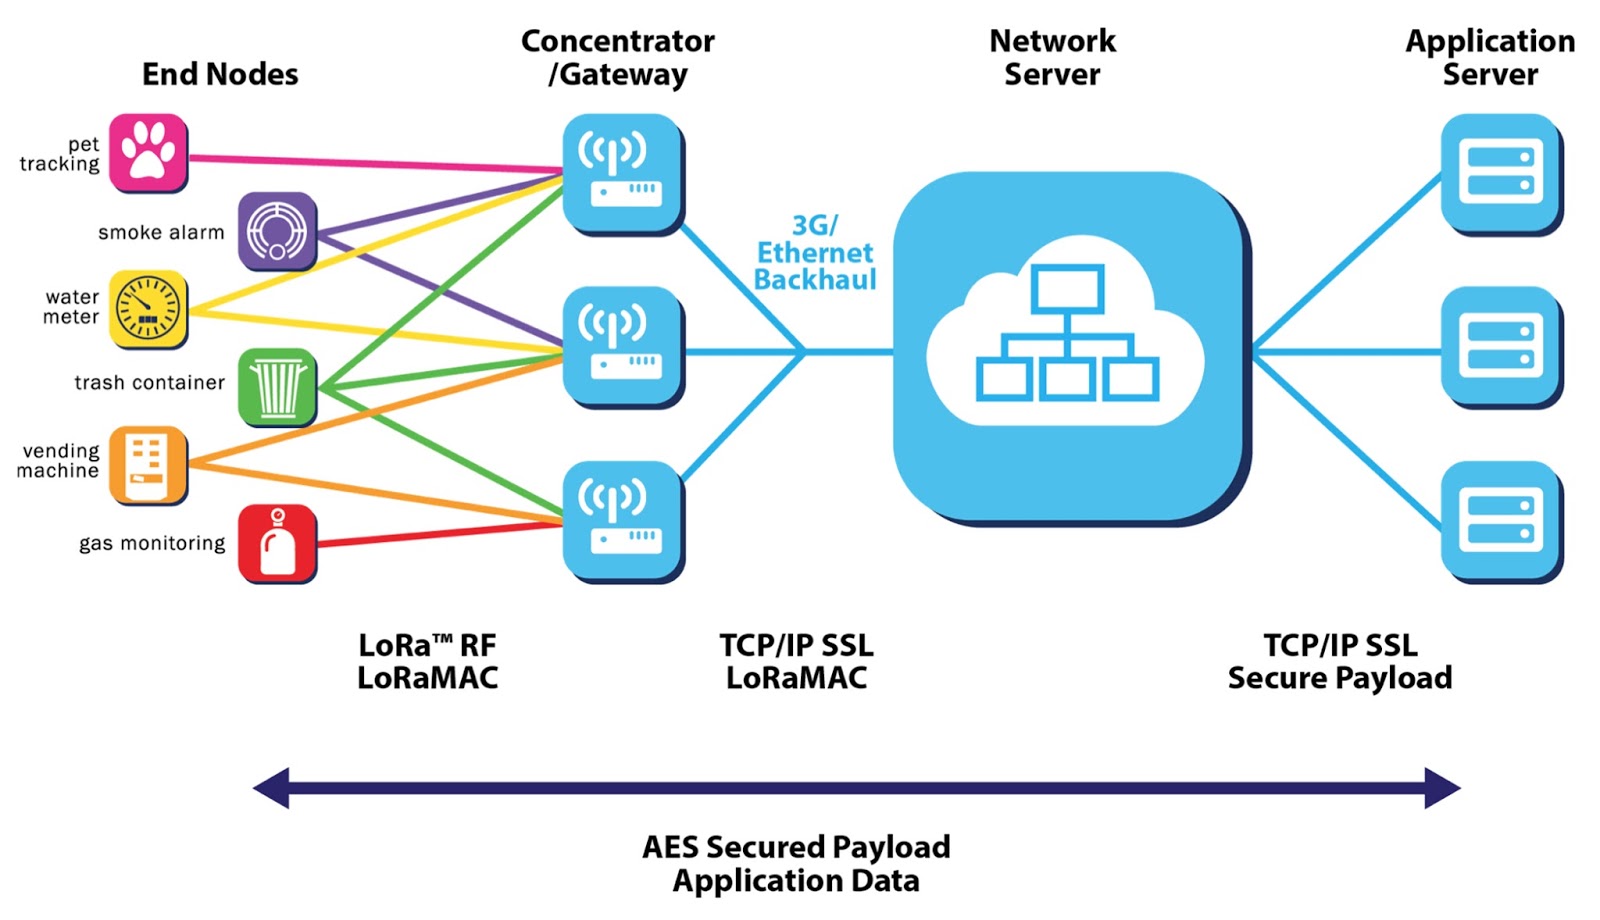 End Nodes
Concentrator
/Gateway
Network
Server
Application
Server
pet
tracking
smoke alarm
water
meter
trash container
vending
machine
gas monitoring
3G/
Ethernet
Backhaul
LoRa™ RF
LoRaMAC
TCP/IP SSL
LoRaMAC
TCP/IP SSL
Secure Payload
AES Secured Payload
Application Data